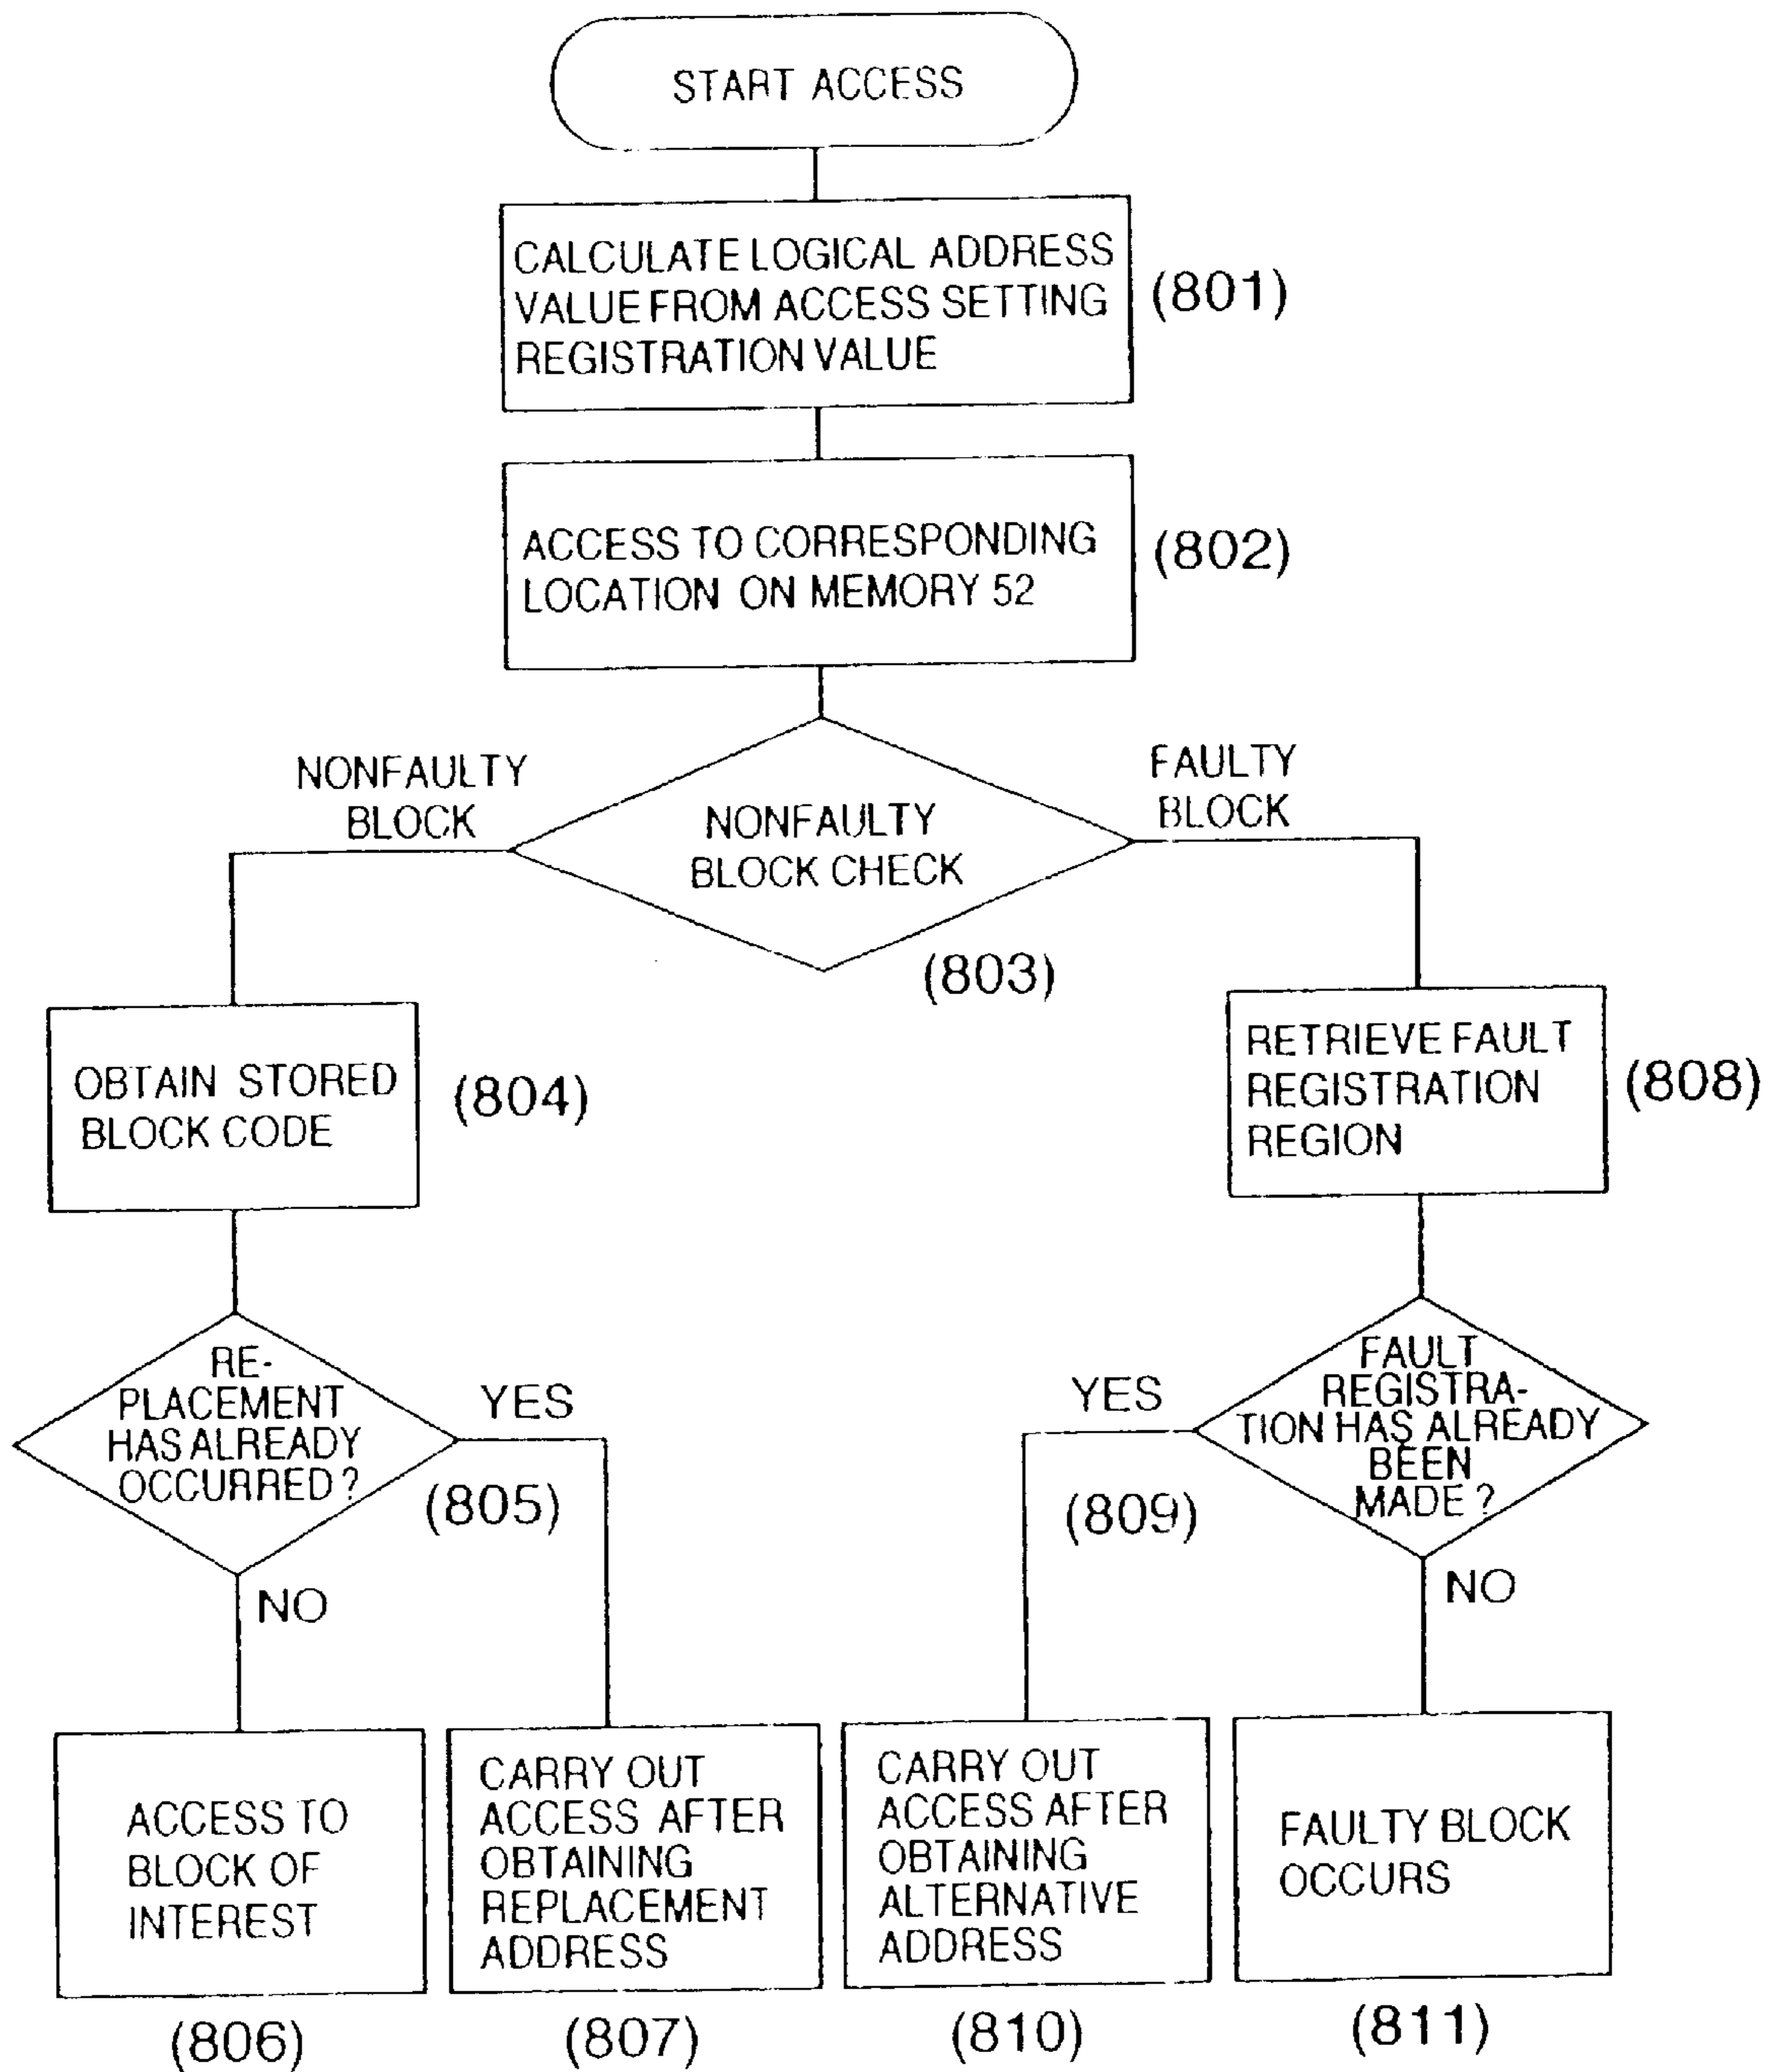 START ACCESS
CALCULATE LOGICAL ADDRESS
VALUE FROM ACCESS SETTING
REGISTRATION VALUE
(801)
ACCESS TO CORRESPONDING
LOCATION ON MEMORY 52
(802)
NONFAULTY
BLOCK
NONFAULTY
BLOCK CHECK
FAULTY
BLOCK
(803)
OBTAIN STORED
BLOCK CODE
(804)
RETRIEVE FAULT
REGISTRATION
REGION
(808)
RE-
PLACEMENT
HAS ALREADY
OCCURRED ?
YES
(805)
NO
FAULT
REGISTRA-
TION HAS ALREADY
BEEN
MADE ?
YES
(809)
NO
ACCESS TO
BLOCK OF
INTEREST
(806)
CARRY OUT
ACCESS AFTER
OBTAINING
REPLACEMENT
ADDRESS
(807)
CARRY OUT
ACCESS AFTER
OBTAINING
ALTERNATIVE
ADDRESS
(810)
FAULTY BLOCK
OCCURS
(811)